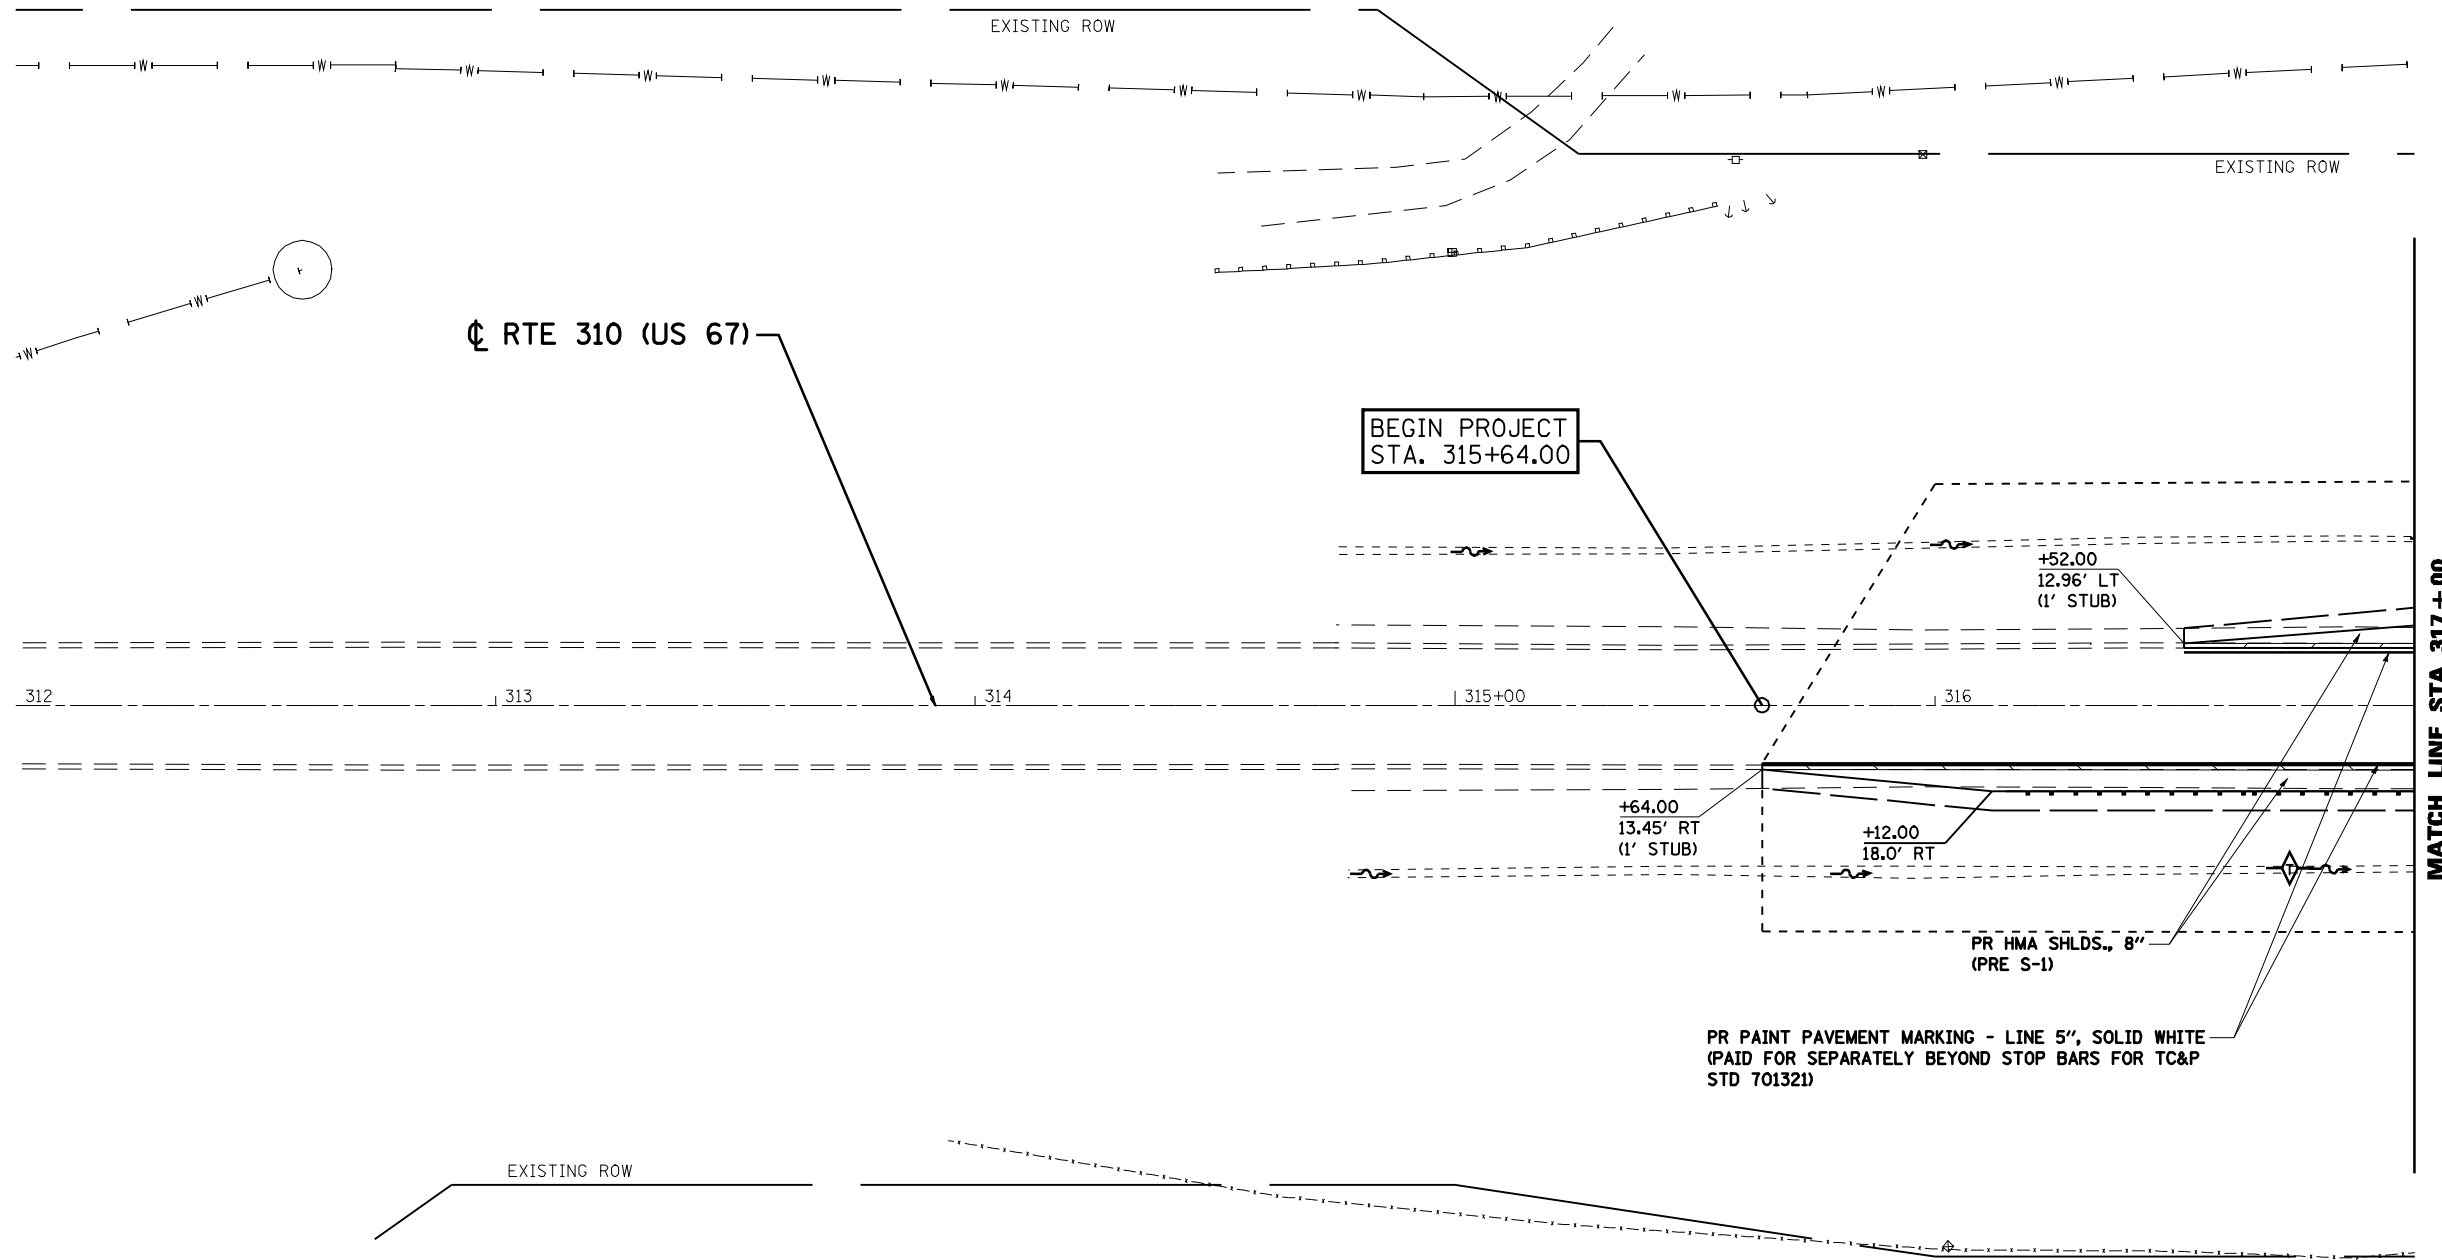 EXISTING ROW
W W W W W W W W W W W W W
EXISTING ROW
W
W
℄ RTE 310 (US 67)
BEGIN PROJECT
STA. 315+64.00
+52.00
12.96' LT
(1' STUB)
MATCH LINE STA 317+00
312 313 314 315+00 316
+64.00
13.45' RT
(1' STUB)
+12.00
18.0' RT
T
PR HMA SHLDS., 8"
(PRE S-1)
PR PAINT PAVEMENT MARKING - LINE 5", SOLID WHITE
(PAID FOR SEPARATELY BEYOND STOP BARS FOR TC&P
STD 701321)
EXISTING ROW